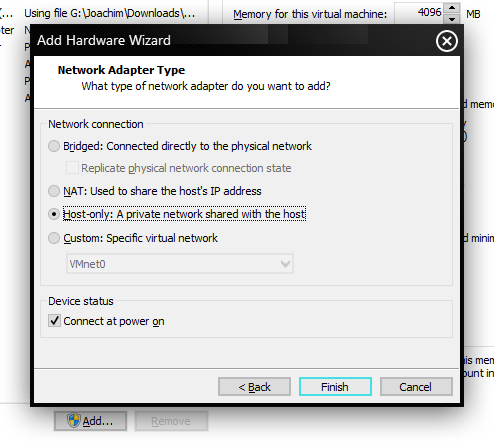 (... Using file G:\Joachim\Downloads\...
Memory for this virtual machine: 4096 MB
Add Hardware Wizard
Network Adapter Type
What type of network adapter do you want to add?
Network connection
Bridged: Connected directly to the physical network
Replicate physical network connection state
NAT: Used to share the host's IP address
Host-only: A private network shared with the host
Custom: Specific virtual network
VMnet0
Device status
Connect at power on
< Back Finish Cancel
Add... Remove